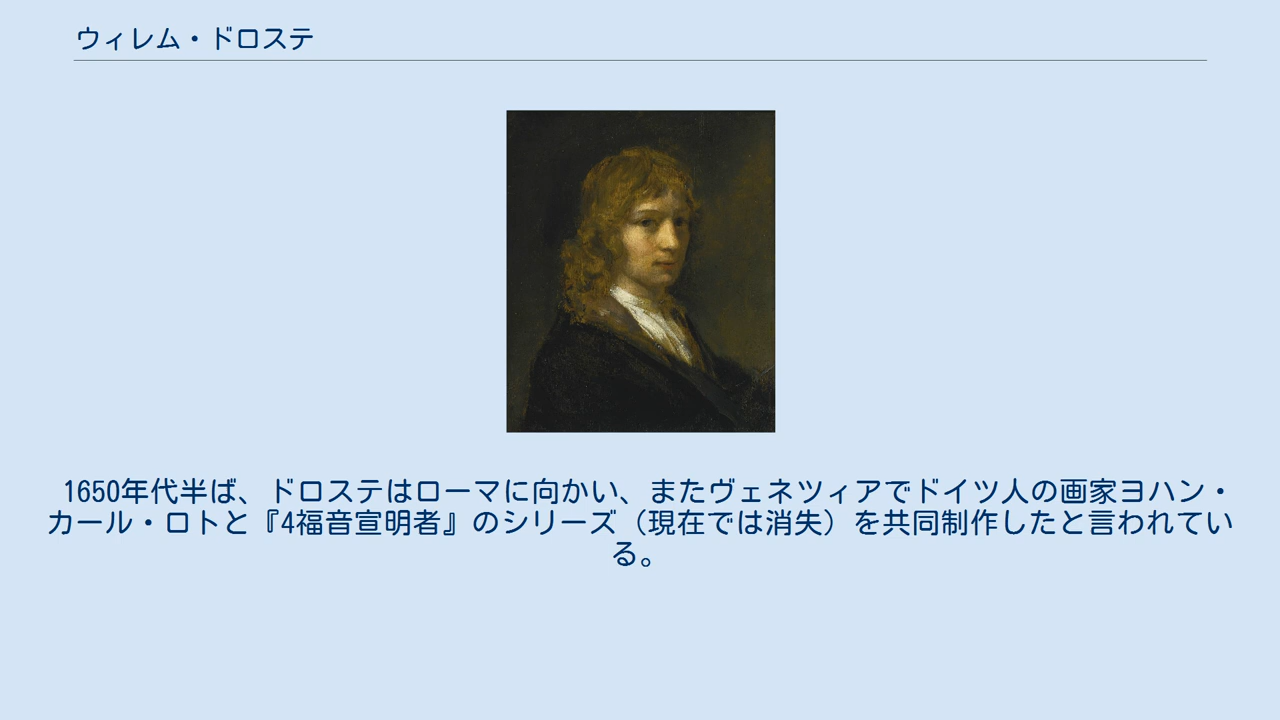 ウィレム・ドロステ
1650年代半ば、ドロステはローマに向かい、またヴェネツィアでドイツ人の画家ヨハン・
カール・ロトと『4福音宣明者』のシリーズ（現在では消失）を共同制作したと言われてい
る。